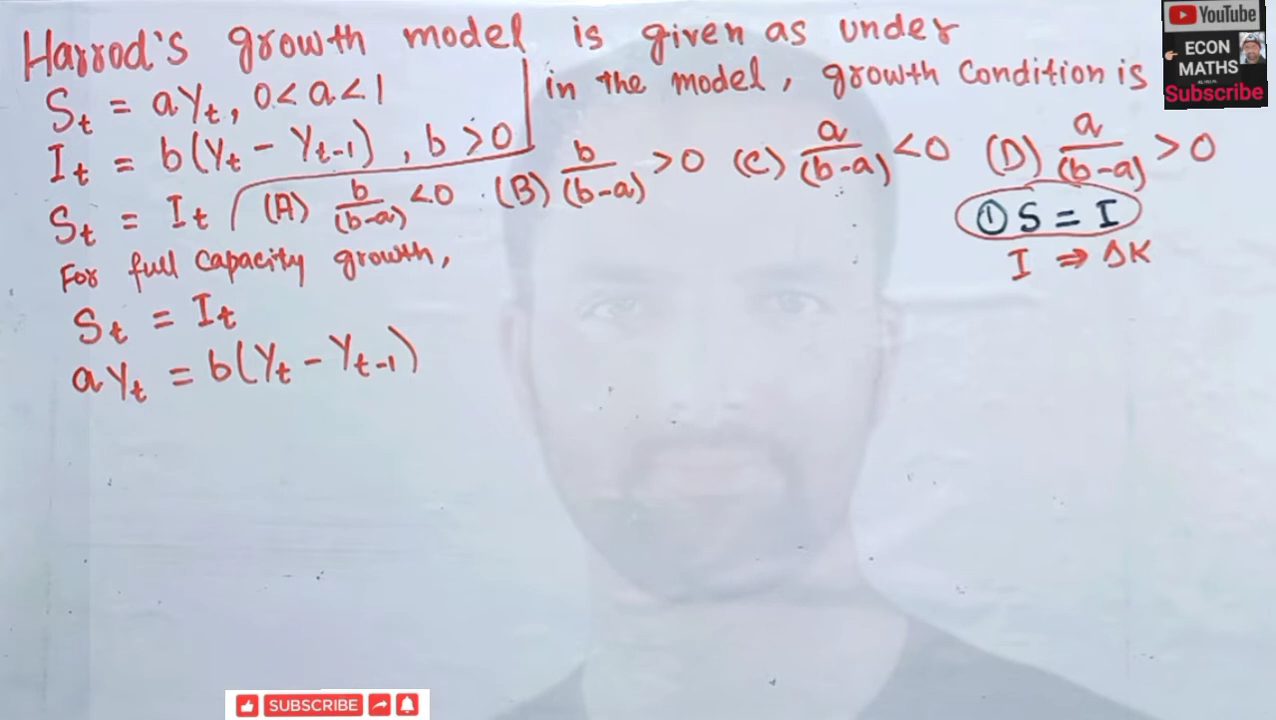 Harrod's growth model is given as under
St = aYt, 0<a<1
in the model, growth condition is
It = b(Yt - Yt-1), b>0
St = It
(A) b/(b-a) <0 (B) b/(b-a) >0 (C) a/(b-a) <0 (D) a/(b-a) >0
① S = I
I ⇒ ΔK
For full capacity growth,
St = It
aYt = b(Yt - Yt-1)
YouTube
ECON
MATHS
Subscribe
SUBSCRIBE